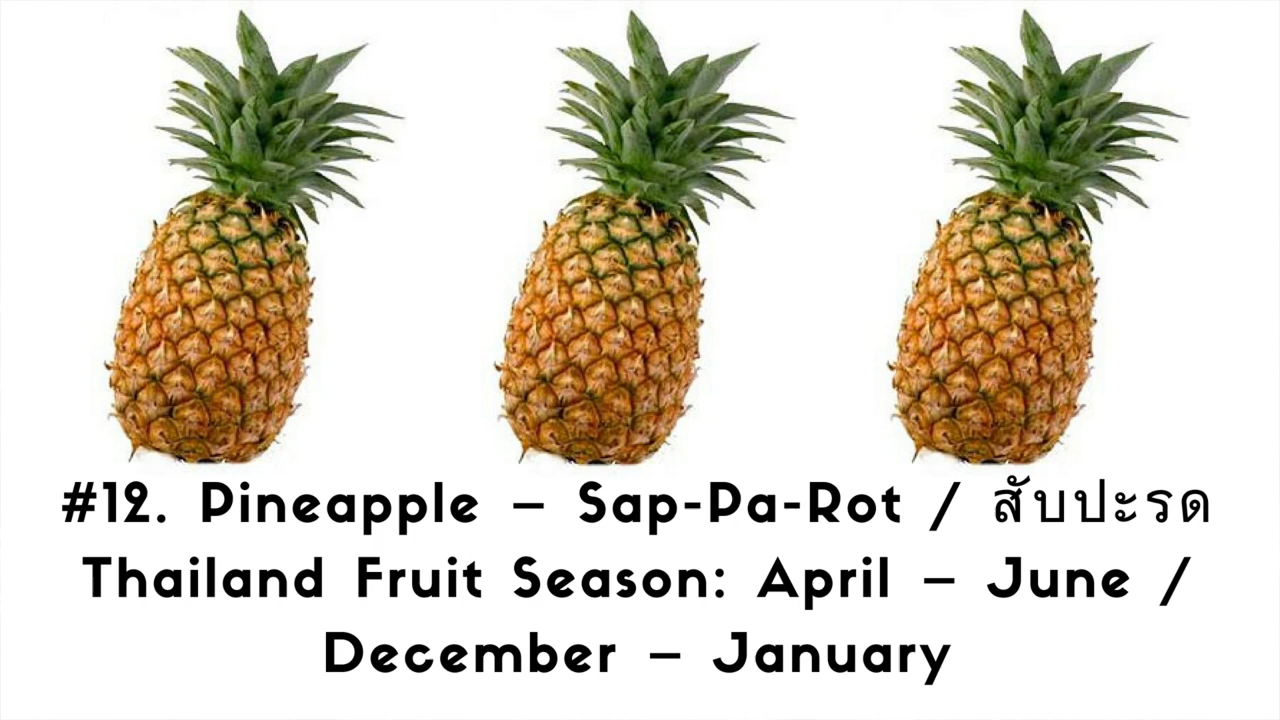 #12. Pineapple – Sap-Pa-Rot / สับปะรด
Thailand Fruit Season: April – June /
December – January